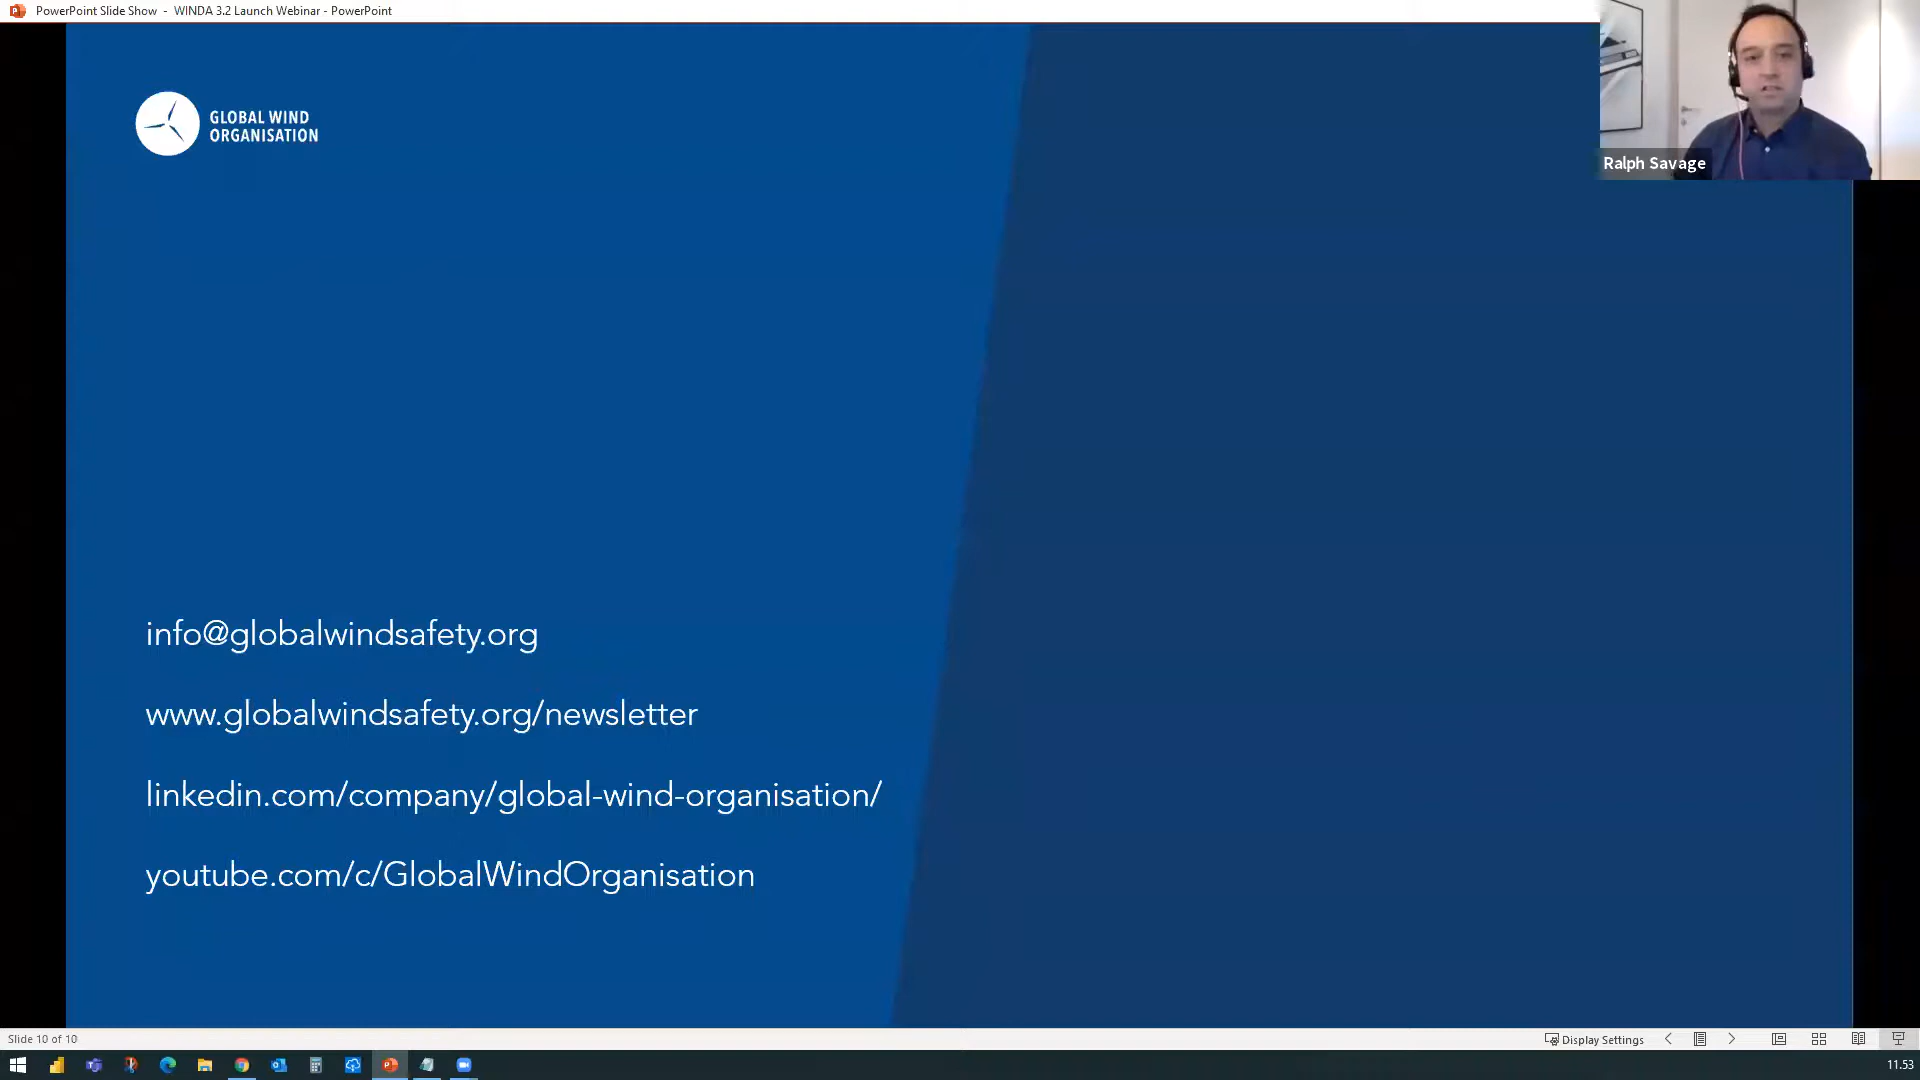 PowerPoint Slide Show - WINDA 3.2 Launch Webinar - PowerPoint
GLOBAL WIND
ORGANISATION
Ralph Savage
info@globalwindsafety.org
www.globalwindsafety.org/newsletter
linkedin.com/company/global-wind-organisation/
youtube.com/c/GlobalWindOrganisation
Slide 10 of 10
Display Settings
11.53